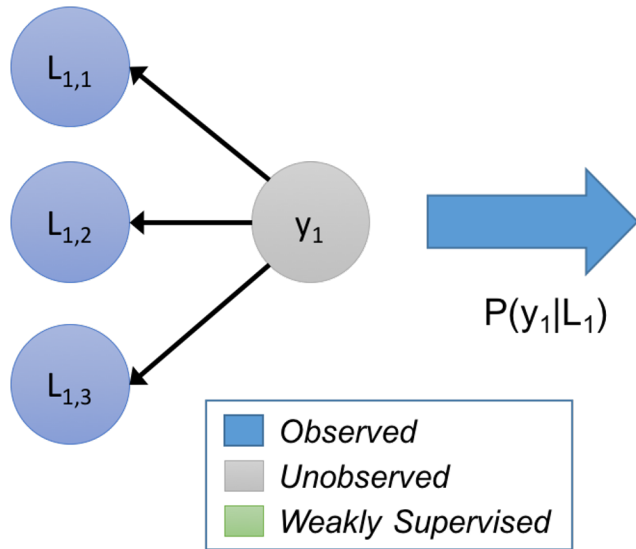 L₁,₁
L₁,₂
y₁
P(y₁|L₁)
L₁,₃
Observed
Unobserved
Weakly Supervised